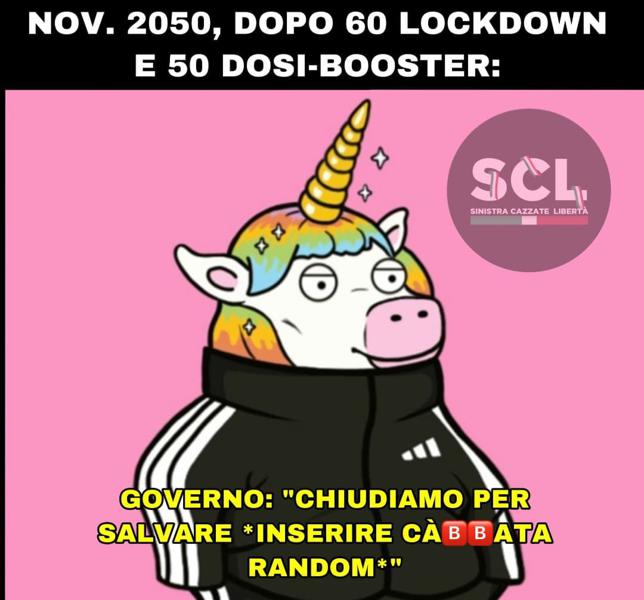 NOV. 2050, DOPO 60 LOCKDOWN
E 50 DOSI-BOOSTER:
SCL
SINISTRA CAZZATE LIBERTÀ
GOVERNO: "CHIUDIAMO PER
SALVARE *INSERIRE CÀ🅱🅱ATA
RANDOM*"